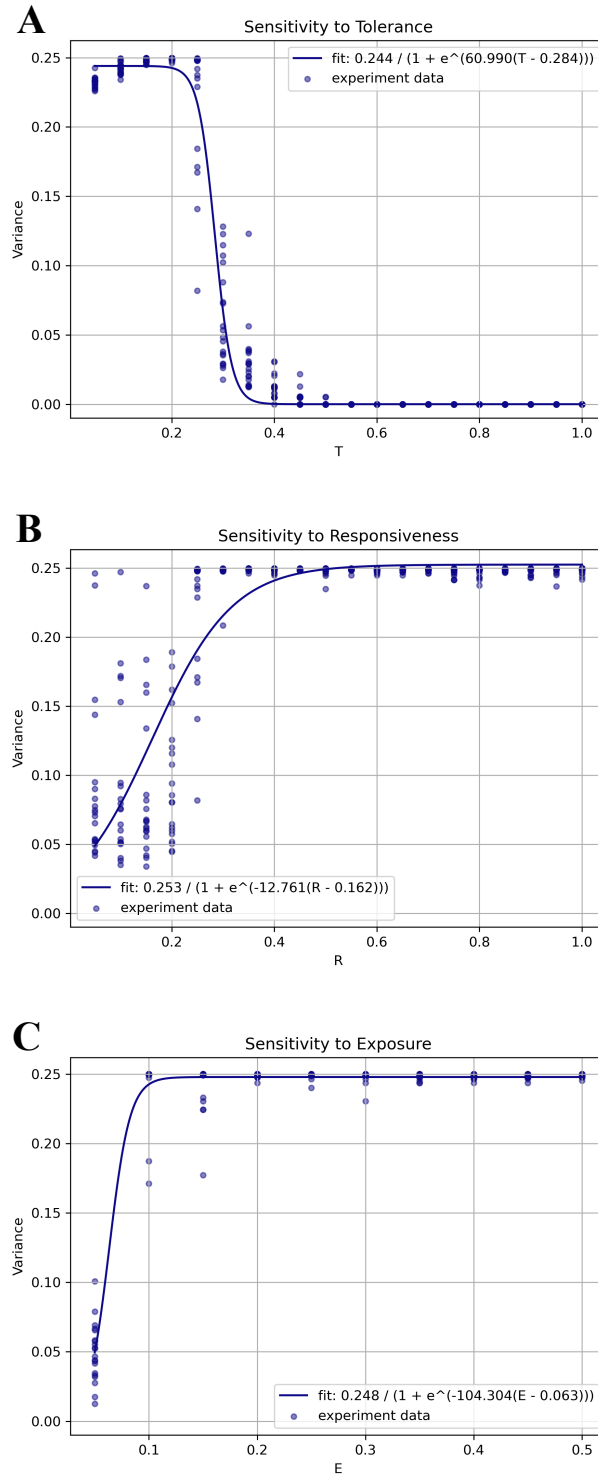 A
Sensitivity to Tolerance
fit: 0.244 / (1 + e^(60.990(T - 0.284)))
experiment data
Variance
0.25
0.20
0.15
0.10
0.05
0.00
0.2 0.4 0.6 0.8 1.0
T
B
Sensitivity to Responsiveness
Variance
0.25
0.20
0.15
0.10
0.05
0.00
fit: 0.253 / (1 + e^(-12.761(R - 0.162)))
experiment data
0.2 0.4 0.6 0.8 1.0
R
C
Sensitivity to Exposure
Variance
0.25
0.20
0.15
0.10
0.05
0.00
fit: 0.248 / (1 + e^(-104.304(E - 0.063)))
experiment data
0.1 0.2 0.3 0.4 0.5
E